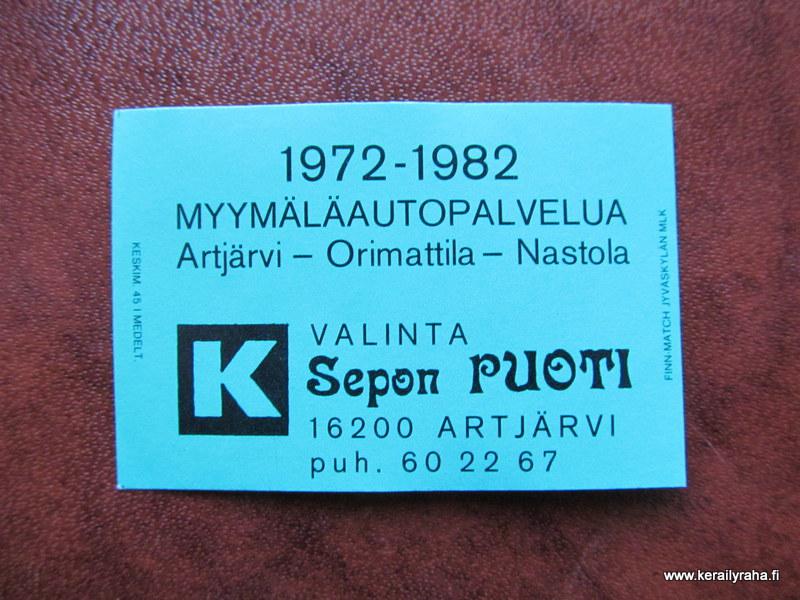 1972-1982
MYYMÄLÄAUTOPALVELUA
Artjärvi – Orimattila – Nastola
KESKIM. 45 I MEDELT.
FINN-MATCH JYVÄSKYLÄN MLK
K
VALINTA
Sepon PUOTI
16200 ARTJÄRVI
puh. 60 22 67
www.kerailyraha.fi